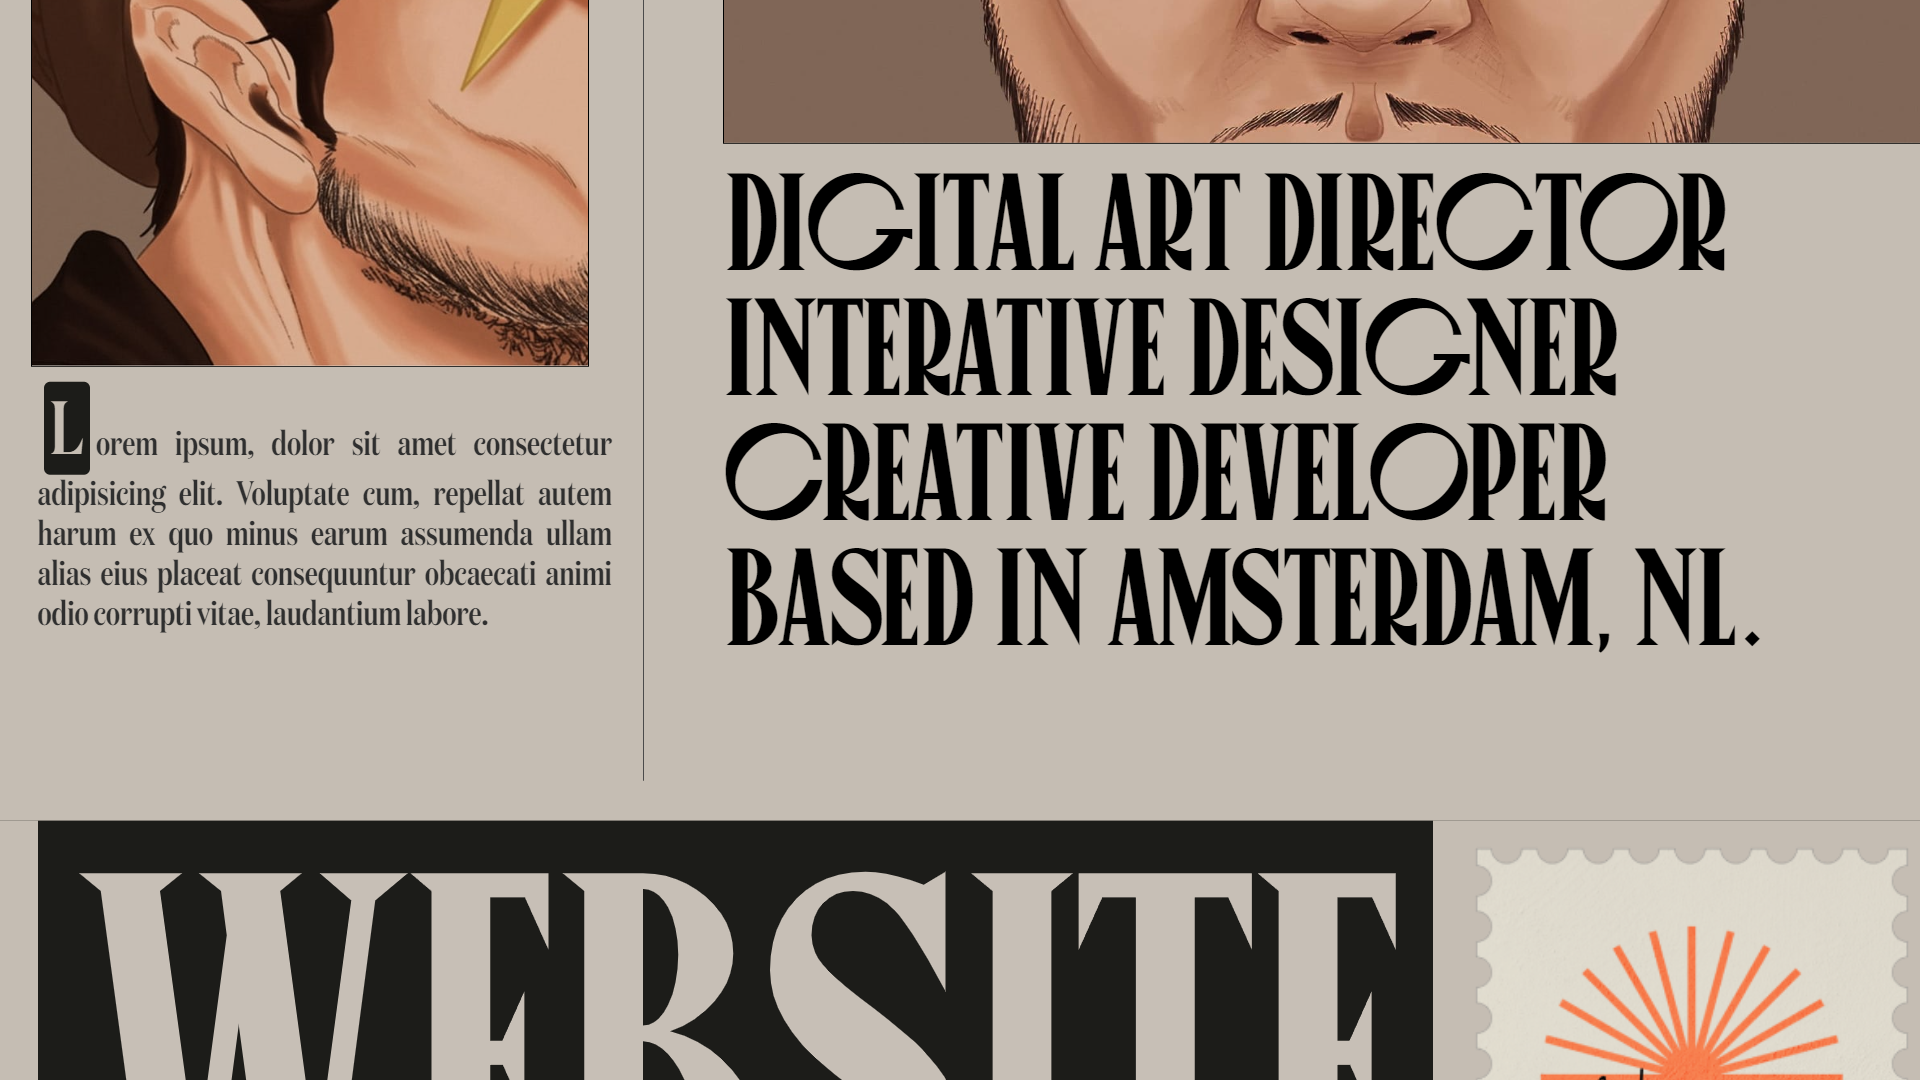 Lorem ipsum, dolor sit amet consectetur
adipisicing elit. Voluptate cum, repellat autem
harum ex quo minus earum assumenda ullam
alias eius placeat consequuntur obcaecati animi
odio corrupti vitae, laudantium labore.
DIGITAL ART DIRECTOR
INTERATIVE DESIGNER
CREATIVE DEVELOPER
BASED IN AMSTERDAM, NL.
WEBSITE